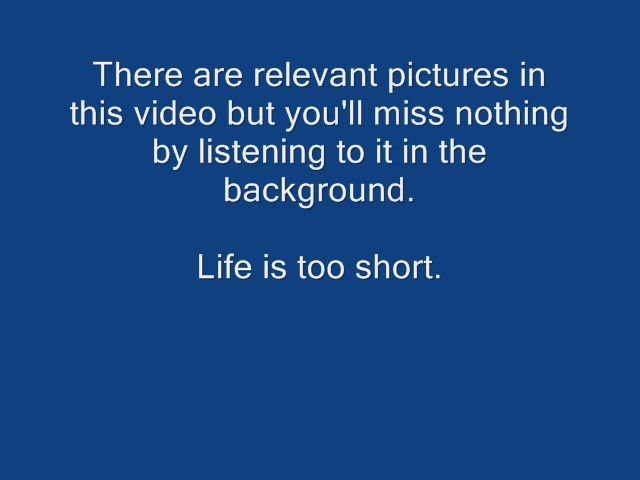 There are relevant pictures in
this video but you'll miss nothing
by listening to it in the
background.
Life is too short.